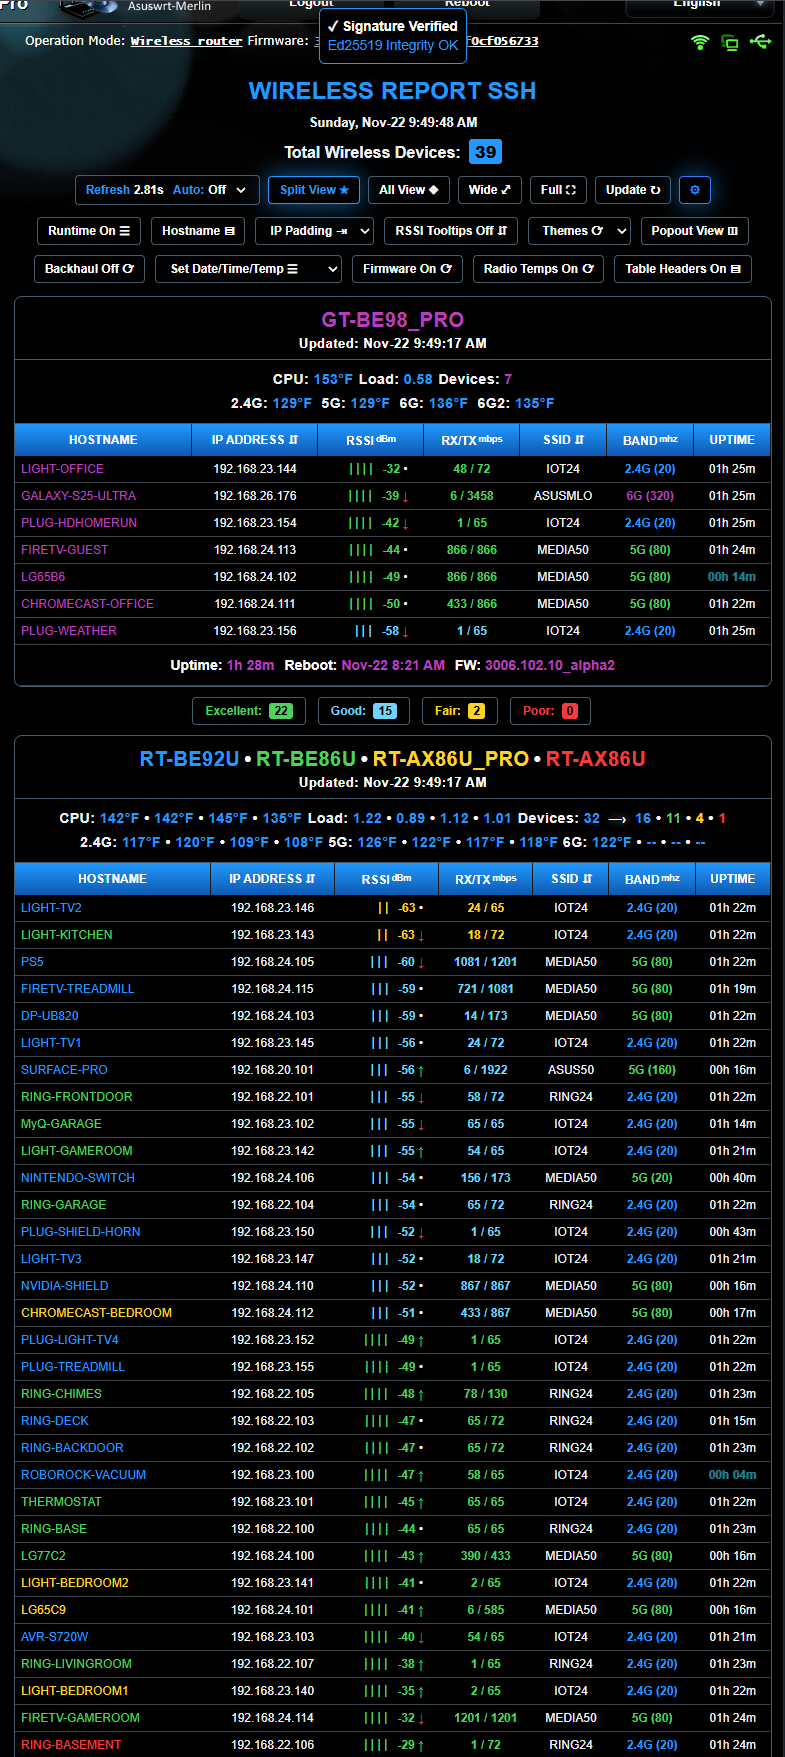 Pro
Asuswrt-Merlin
Logout
Reboot
English
✓ Signature Verified
Ed25519 Integrity OK
Operation Mode: Wireless router Firmware:
f0cf056733
WIRELESS REPORT SSH
Sunday, Nov-22 9:49:48 AM
Total Wireless Devices: 39
Refresh 2.81s Auto: Off
Split View ★
All View ◆
Wide ⤢
Full ⛶
Update ↻
⚙
Runtime On ☰
Hostname ⊟
IP Padding ⇥
RSSI Tooltips Off ⇵
Themes ⟳
Popout View ◫
Backhaul Off ⟳
Set Date/Time/Temp ☰
Firmware On ⟳
Radio Temps On ⟳
Table Headers On ⊟
GT-BE98_PRO
Updated: Nov-22 9:49:17 AM
CPU: 153°F Load: 0.58 Devices: 7
2.4G: 129°F 5G: 129°F 6G: 136°F 6G2: 135°F
HOSTNAME IP ADDRESS ⇵ RSSI dBm RX/TX mbps SSID ⇵ BAND mhz UPTIME
LIGHT-OFFICE 192.168.23.144 |||| -32 • 48 / 72 IOT24 2.4G (20) 01h 25m
GALAXY-S25-ULTRA 192.168.26.176 |||| -39 ↓ 6 / 3458 ASUSMLO 6G (320) 01h 25m
PLUG-HDHOMERUN 192.168.23.154 |||| -42 ↓ 1 / 65 IOT24 2.4G (20) 01h 25m
FIRETV-GUEST 192.168.24.113 |||| -44 • 866 / 866 MEDIA50 5G (80) 01h 24m
LG65B6 192.168.24.102 |||| -49 • 866 / 866 MEDIA50 5G (80) 00h 14m
CHROMECAST-OFFICE 192.168.24.111 |||| -50 • 433 / 866 MEDIA50 5G (80) 01h 22m
PLUG-WEATHER 192.168.23.156 ||| -58 ↓ 1 / 65 IOT24 2.4G (20) 01h 25m
Uptime: 1h 28m Reboot: Nov-22 8:21 AM FW: 3006.102.10_alpha2
Excellent: 22
Good: 15
Fair: 2
Poor: 0
RT-BE92U • RT-BE86U • RT-AX86U_PRO • RT-AX86U
Updated: Nov-22 9:49:17 AM
CPU: 142°F • 142°F • 145°F • 135°F Load: 1.22 • 0.89 • 1.12 • 1.01 Devices: 32 ⟶ 16 • 11 • 4 • 1
2.4G: 117°F • 120°F • 109°F • 108°F 5G: 126°F • 122°F • 117°F • 118°F 6G: 122°F • -- • -- • --
HOSTNAME IP ADDRESS ⇵ RSSI dBm RX/TX mbps SSID ⇵ BAND mhz UPTIME
LIGHT-TV2 192.168.23.146 || -63 • 24 / 65 IOT24 2.4G (20) 01h 22m
LIGHT-KITCHEN 192.168.23.143 || -63 ↓ 18 / 72 IOT24 2.4G (20) 01h 22m
PS5 192.168.24.105 ||| -60 ↓ 1081 / 1201 MEDIA50 5G (80) 01h 22m
FIRETV-TREADMILL 192.168.24.115 ||| -59 • 721 / 1081 MEDIA50 5G (80) 01h 19m
DP-UB820 192.168.24.103 ||| -59 • 14 / 173 MEDIA50 5G (80) 01h 22m
LIGHT-TV1 192.168.23.145 ||| -56 • 24 / 72 IOT24 2.4G (20) 01h 22m
SURFACE-PRO 192.168.20.101 ||| -56 ↑ 6 / 1922 ASUS50 5G (160) 00h 16m
RING-FRONTDOOR 192.168.22.101 ||| -55 ↓ 58 / 72 RING24 2.4G (20) 01h 22m
MyQ-GARAGE 192.168.23.102 ||| -55 ↓ 65 / 65 IOT24 2.4G (20) 01h 14m
LIGHT-GAMEROOM 192.168.23.142 ||| -55 ↑ 54 / 65 IOT24 2.4G (20) 01h 21m
NINTENDO-SWITCH 192.168.24.106 ||| -54 • 156 / 173 MEDIA50 5G (20) 00h 40m
RING-GARAGE 192.168.22.104 ||| -54 • 65 / 72 RING24 2.4G (20) 01h 22m
PLUG-SHIELD-HORN 192.168.23.150 ||| -52 ↓ 1 / 65 IOT24 2.4G (20) 00h 43m
LIGHT-TV3 192.168.23.147 ||| -52 • 18 / 72 IOT24 2.4G (20) 01h 21m
NVIDIA-SHIELD 192.168.24.110 ||| -52 • 867 / 867 MEDIA50 5G (80) 00h 16m
CHROMECAST-BEDROOM 192.168.24.112 ||| -51 • 433 / 867 MEDIA50 5G (80) 00h 17m
PLUG-LIGHT-TV4 192.168.23.152 |||| -49 ↑ 1 / 65 IOT24 2.4G (20) 01h 22m
PLUG-TREADMILL 192.168.23.155 |||| -49 • 1 / 65 IOT24 2.4G (20) 01h 22m
RING-CHIMES 192.168.22.105 |||| -48 ↑ 78 / 130 RING24 2.4G (20) 01h 23m
RING-DECK 192.168.22.103 |||| -47 • 65 / 72 RING24 2.4G (20) 01h 15m
RING-BACKDOOR 192.168.22.102 |||| -47 • 65 / 72 RING24 2.4G (20) 01h 23m
ROBOROCK-VACUUM 192.168.23.100 |||| -47 ↑ 58 / 65 IOT24 2.4G (20) 00h 04m
THERMOSTAT 192.168.23.101 |||| -45 ↑ 65 / 65 IOT24 2.4G (20) 01h 22m
RING-BASE 192.168.22.100 |||| -44 • 65 / 65 RING24 2.4G (20) 01h 23m
LG77C2 192.168.24.100 |||| -43 ↑ 390 / 433 MEDIA50 5G (80) 00h 16m
LIGHT-BEDROOM2 192.168.23.141 |||| -41 • 2 / 65 IOT24 2.4G (20) 01h 22m
LG65C9 192.168.24.101 |||| -41 ↑ 6 / 585 MEDIA50 5G (80) 00h 16m
AVR-S720W 192.168.23.103 |||| -40 ↓ 54 / 65 IOT24 2.4G (20) 01h 21m
RING-LIVINGROOM 192.168.22.107 |||| -38 ↑ 1 / 65 RING24 2.4G (20) 01h 23m
LIGHT-BEDROOM1 192.168.23.140 |||| -35 ↑ 2 / 65 IOT24 2.4G (20) 01h 22m
FIRETV-GAMEROOM 192.168.24.114 |||| -32 ↓ 1201 / 1201 MEDIA50 5G (80) 01h 24m
RING-BASEMENT 192.168.22.106 |||| -29 ↑ 1 / 72 RING24 2.4G (20) 01h 24m